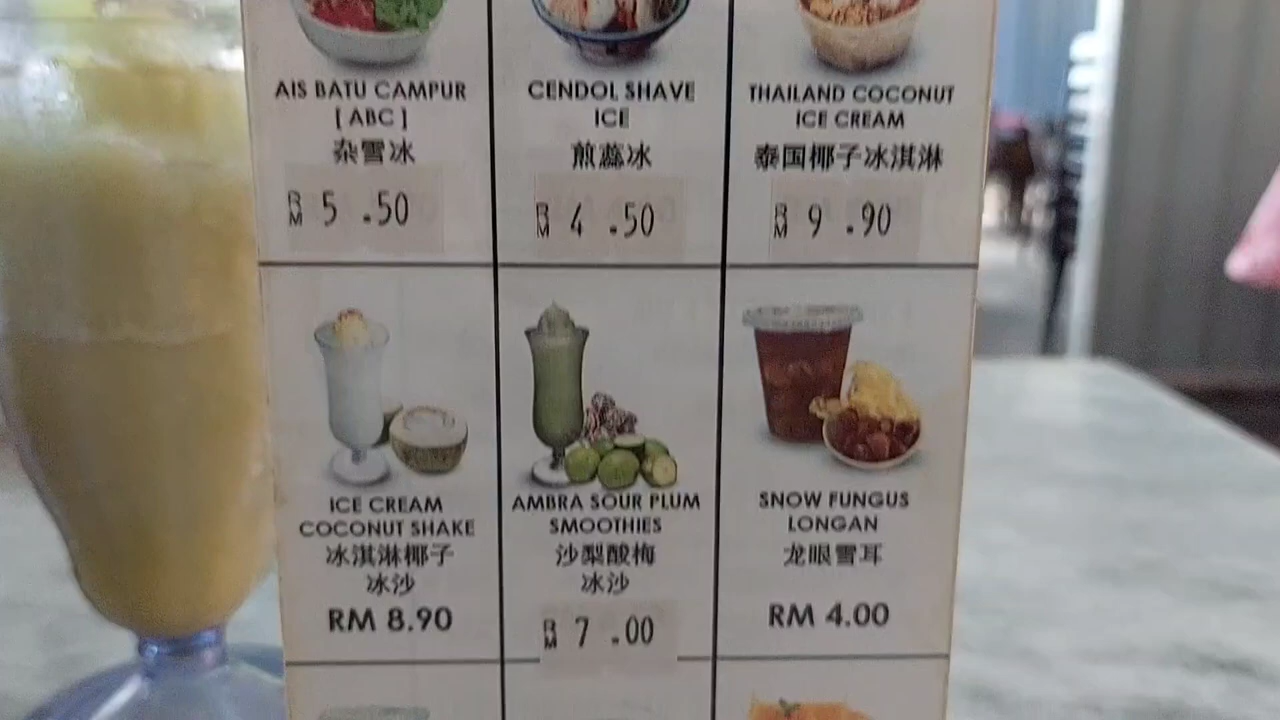 AIS BATU CAMPUR
[ ABC ]
杂雪冰
RM 5 .50
CENDOL SHAVE
ICE
煎蕊冰
RM 4 .50
THAILAND COCONUT
ICE CREAM
泰国椰子冰淇淋
RM 9 .90
ICE CREAM
COCONUT SHAKE
冰淇淋椰子
冰沙
RM 8.90
AMBRA SOUR PLUM
SMOOTHIES
沙梨酸梅
冰沙
RM 7 .00
SNOW FUNGUS
LONGAN
龙眼雪耳
RM 4.00